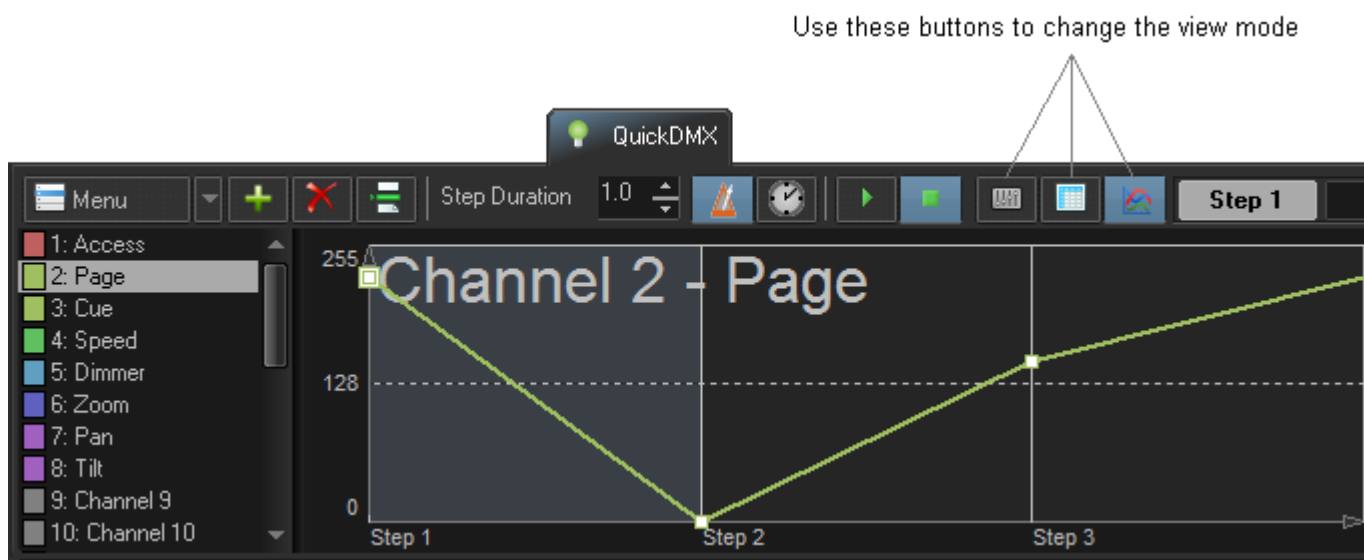 Use these buttons to change the view mode
QuickDMX
Menu
Step Duration
1.0
Step 1
1: Access
2: Page
3: Cue
4: Speed
5: Dimmer
6: Zoom
7: Pan
8: Tilt
9: Channel 9
10: Channel 10
255
Channel 2 - Page
128
0
Step 1
Step 2
Step 3